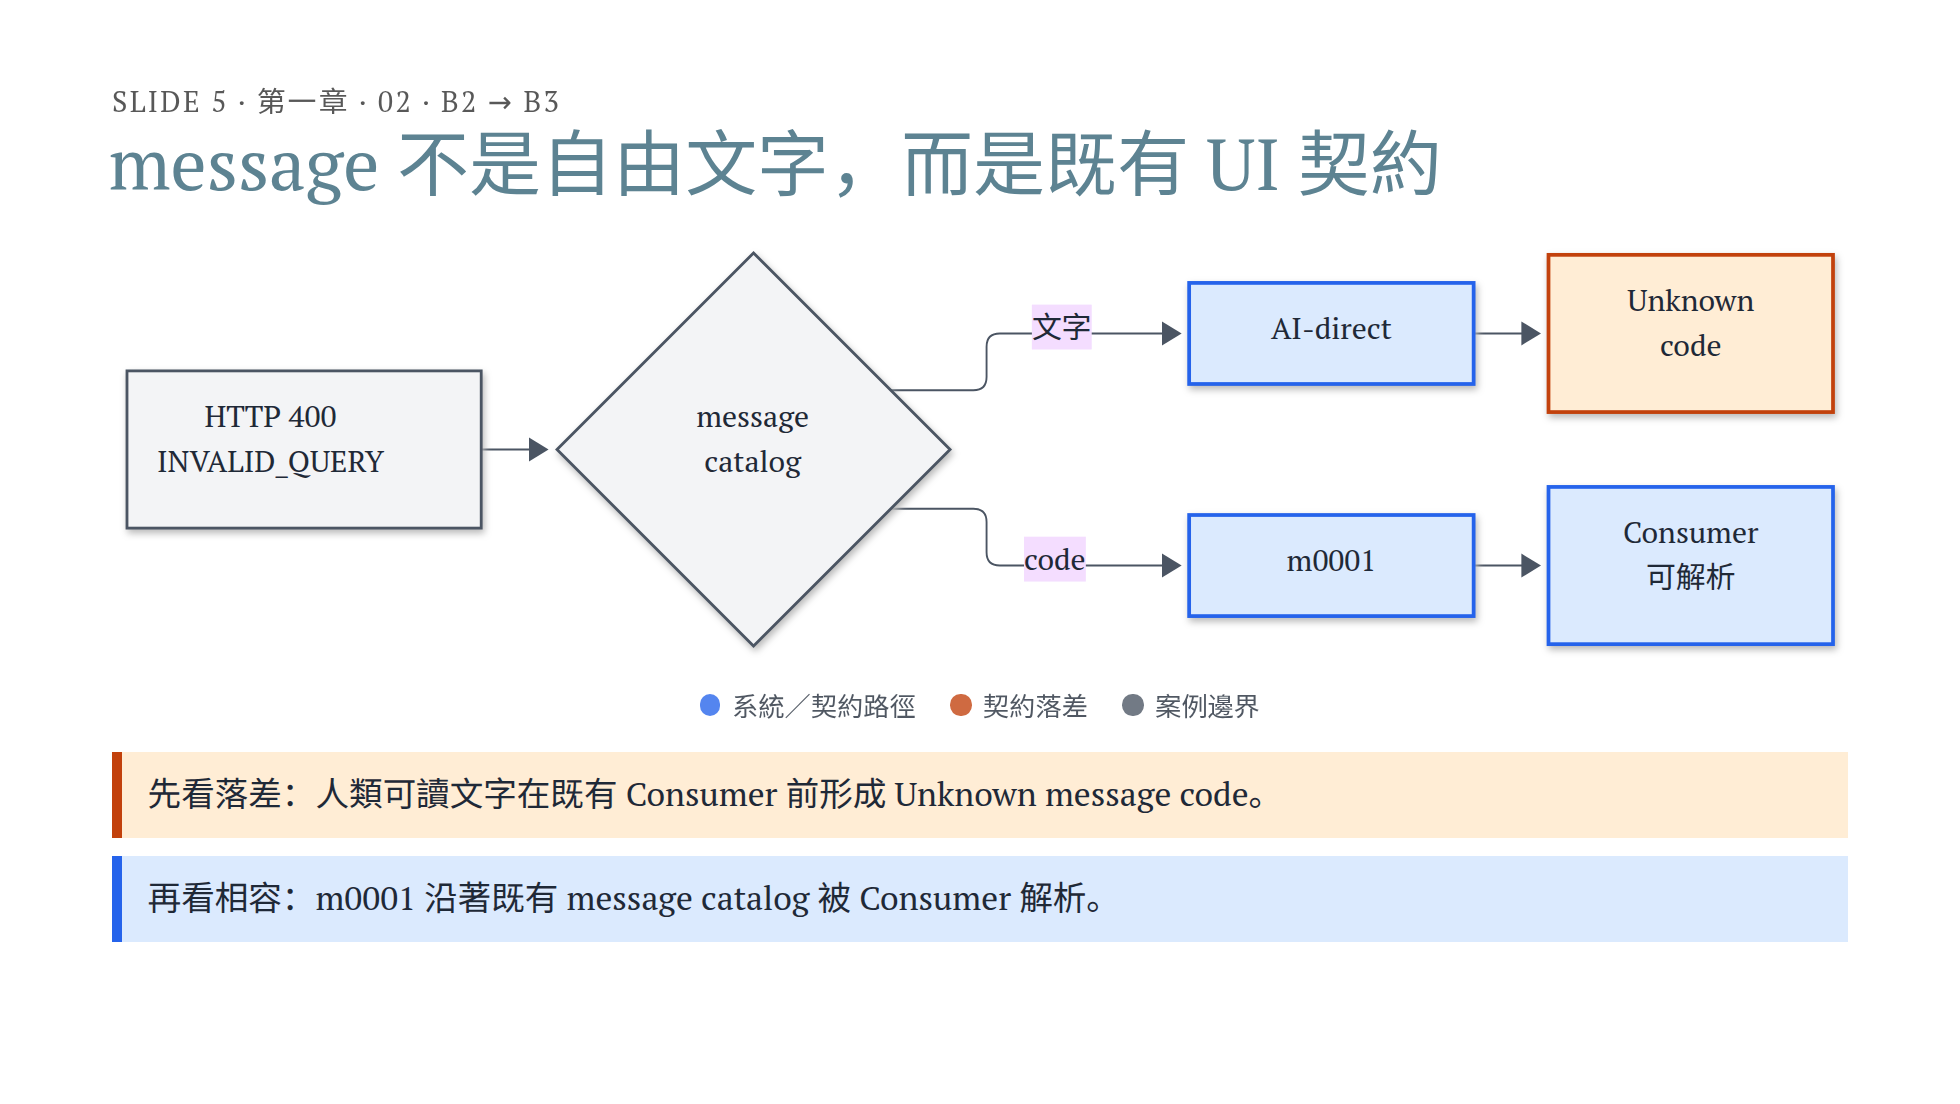 SLIDE 5 · 第一章 · 02 · B2 → B3
message 不是自由文字，而是既有 UI 契約
HTTP 400
INVALID_QUERY
message
catalog
文字
AI-direct
Unknown
code
code
m0001
Consumer
可解析
系統／契約路徑
契約落差
案例邊界
先看落差：人類可讀文字在既有 Consumer 前形成 Unknown message code。
再看相容：m0001 沿著既有 message catalog 被 Consumer 解析。